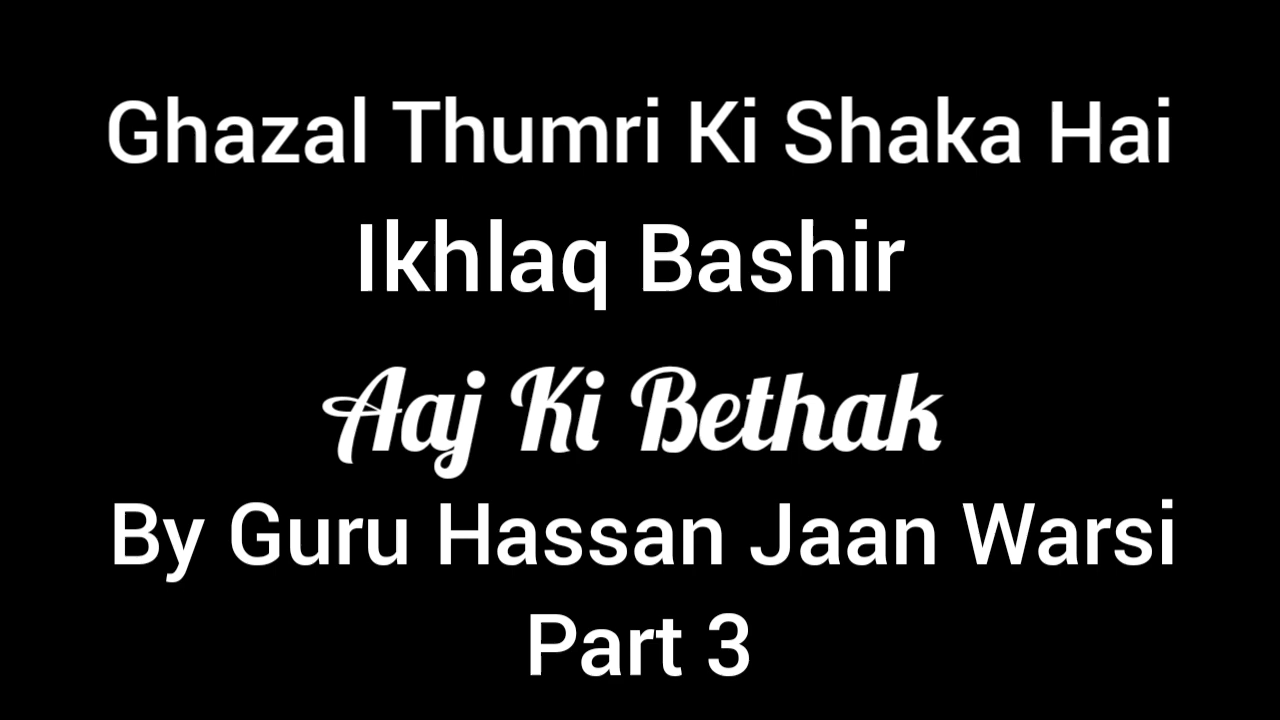 Ghazal Thumri Ki Shaka Hai
Ikhlaq Bashir
Aaj Ki Bethak
By Guru Hassan Jaan Warsi
Part 3